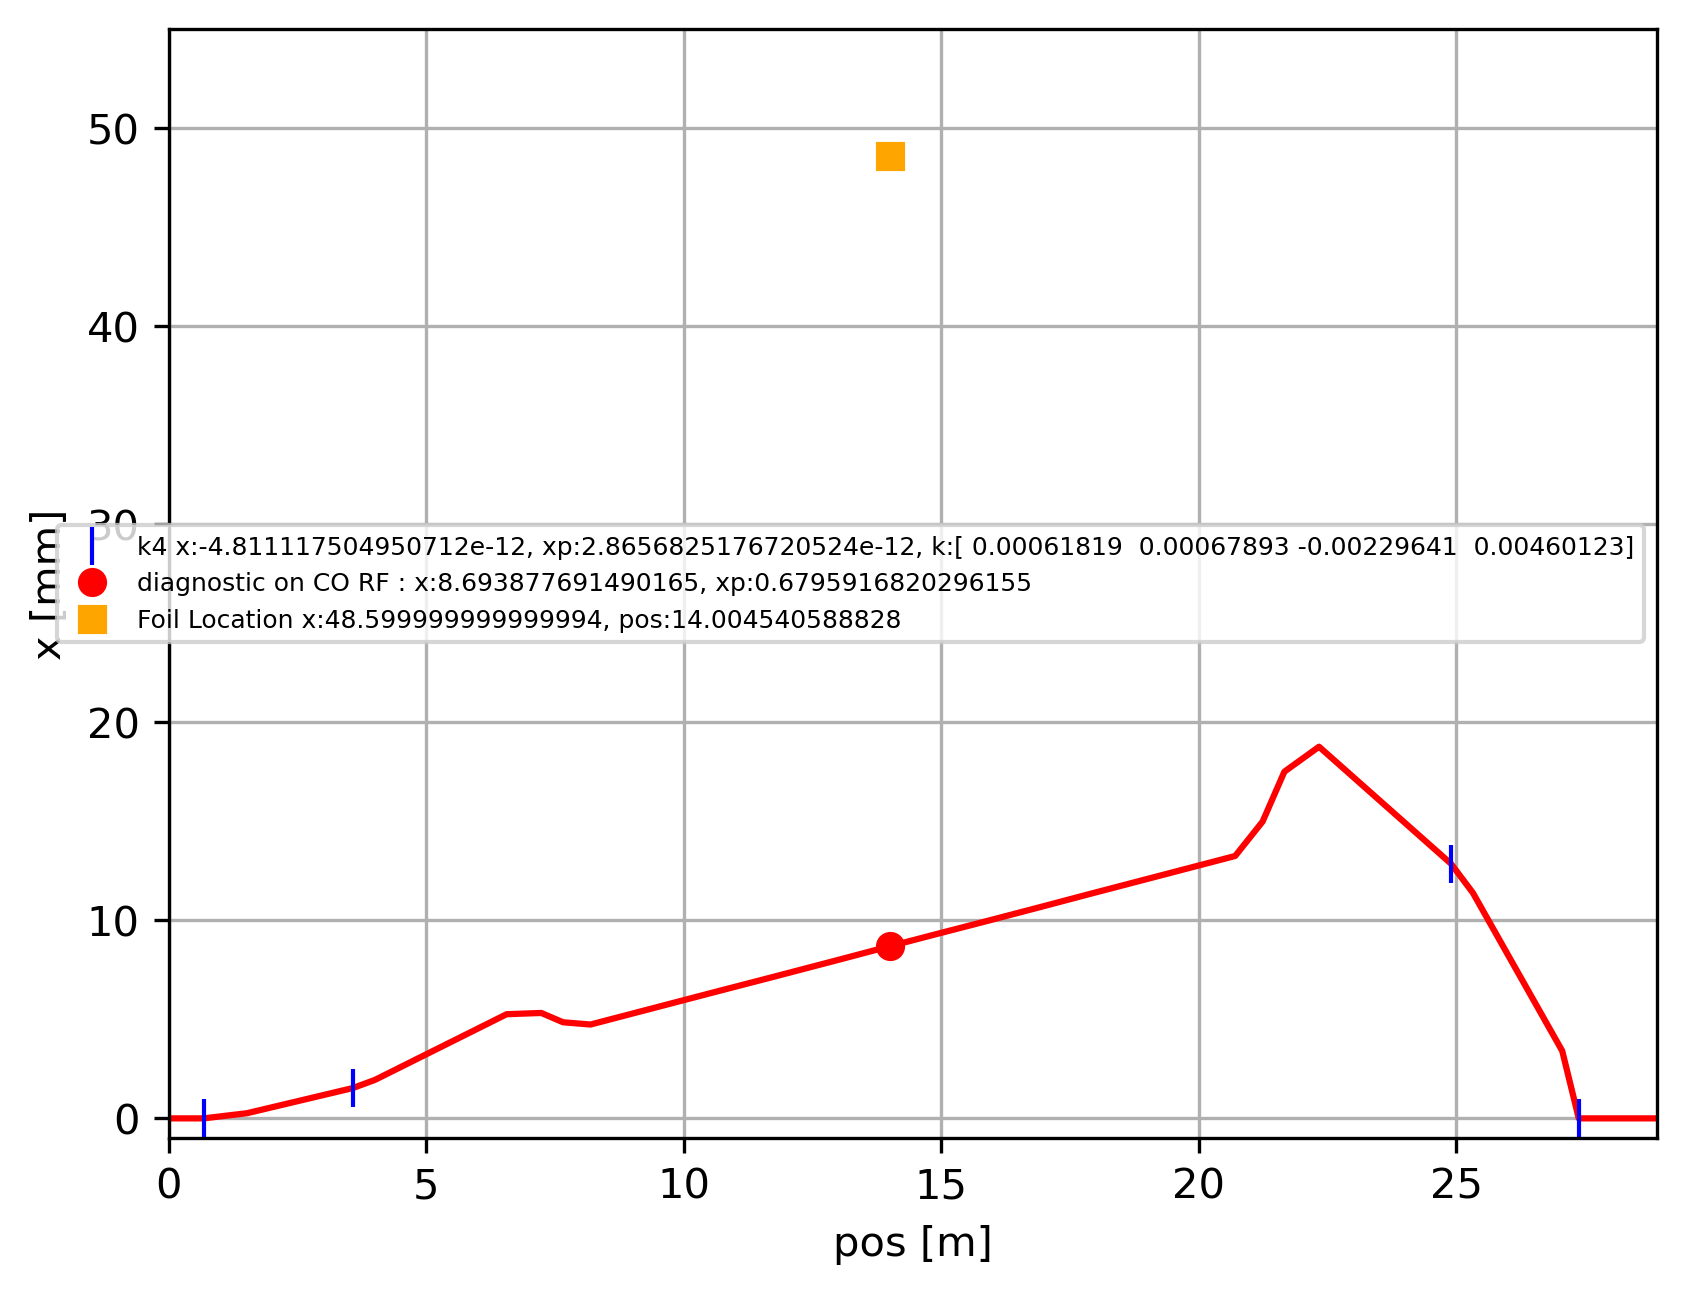 50
40
30
20
10
0
x [mm]
k4 x:-4.811117504950712e-12, xp:2.8656825176720524e-12, k:[ 0.00061819  0.00067893 -0.00229641  0.00460123]
diagnostic on CO RF : x:8.693877691490165, xp:0.6795916820296155
Foil Location x:48.599999999999994, pos:14.004540588828
0 5 10 15 20 25
pos [m]